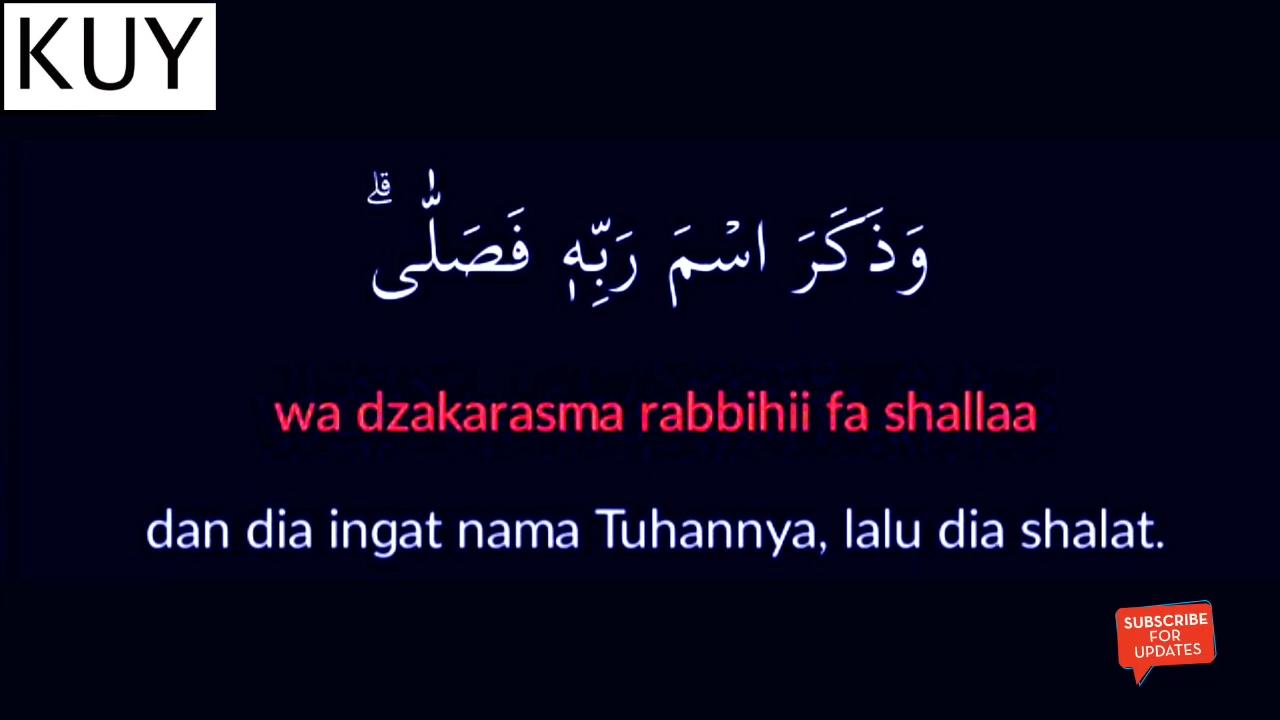 KUY
وَذَكَرَ اسْمَ رَبِّهٖ فَصَلّٰىۗ
wa dzakarasma rabbihii fa shallaa
dan dia ingat nama Tuhannya, lalu dia shalat.
SUBSCRIBE
FOR
UPDATES